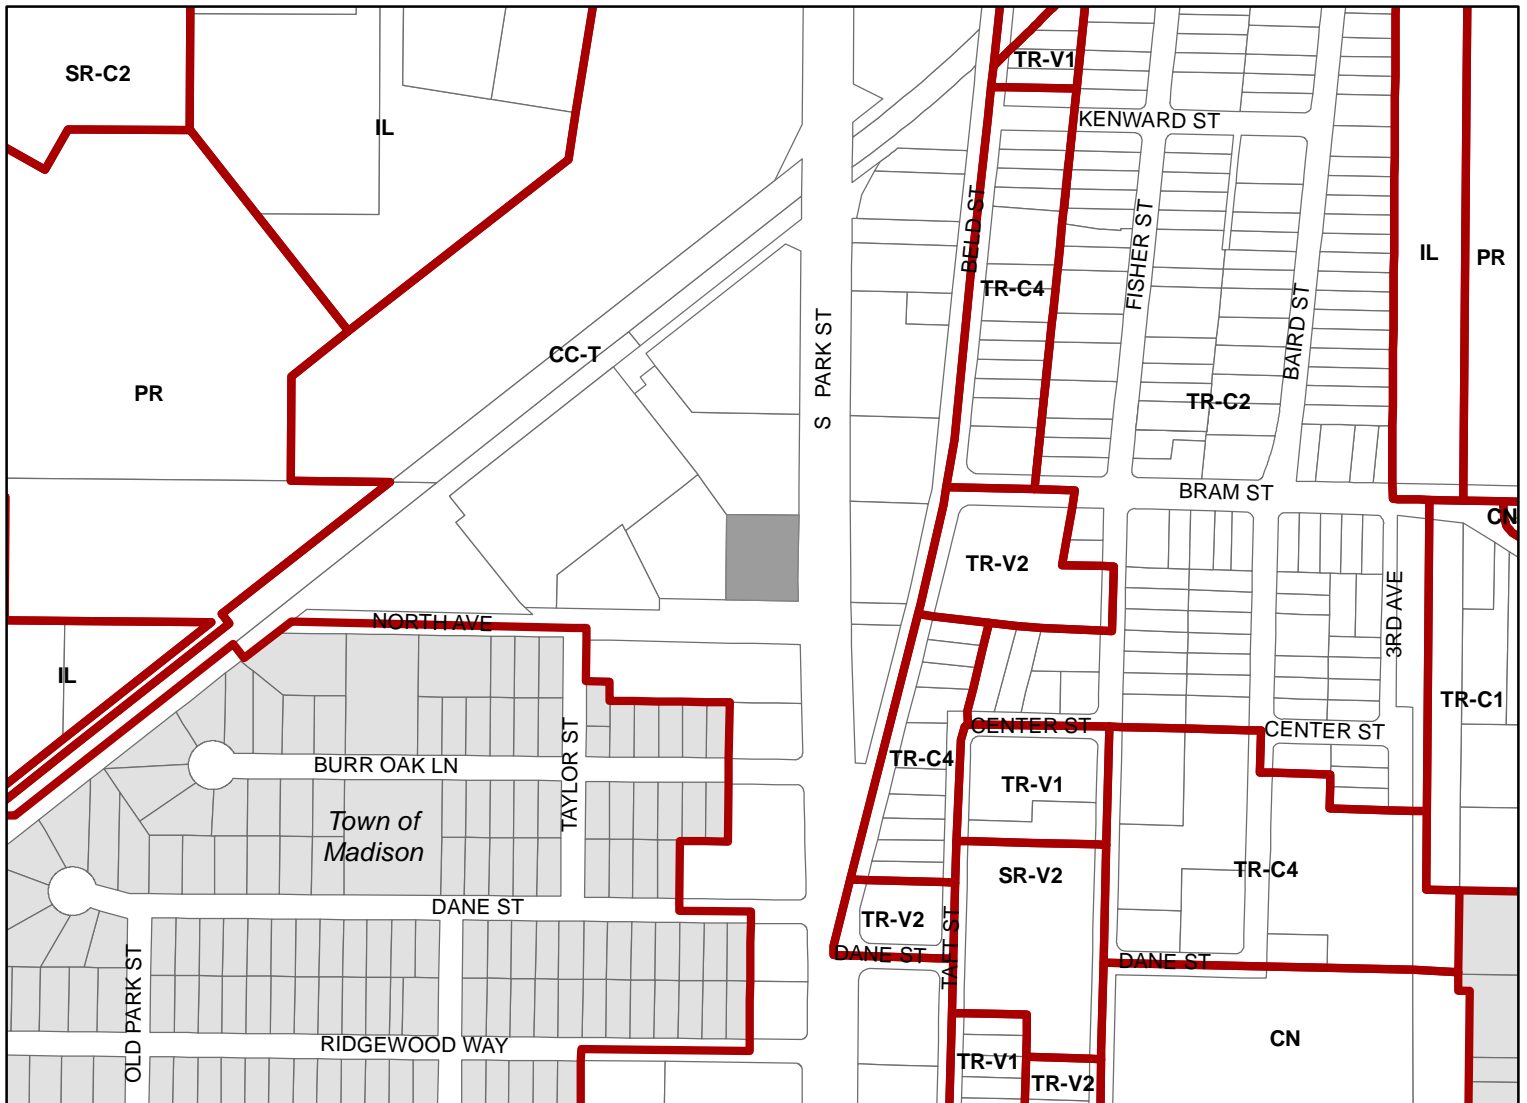 TR-V1
SR-C2
IL
KENWARD ST
BELD ST
FISHER ST
IL
PR
TR-C4
BAIRD ST
S PARK ST
CC-T
PR
TR-C2
BRAM ST
CN
TR-V2
3RD AVE
NORTH AVE
IL
TR-C1
CENTER ST
CENTER ST
TAYLOR ST
BURR OAK LN
TR-C4
TR-V1
Town of
Madison
TR-C4
SR-V2
DANE ST
TR-V2
TAFT ST
DANE ST
DANE ST
OLD PARK ST
RIDGEWOOD WAY
CN
TR-V1
TR-V2